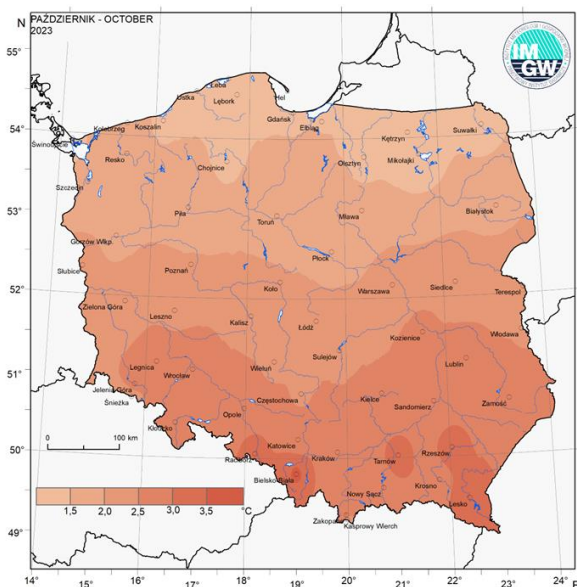 N
PAŹDZIERNIK - OCTOBER
2023
IM
GW
55°
54°
53°
52°
51°
50°
49°
Łeba
Ustka
Lębork
Hel
Kołobrzeg
Koszalin
Gdańsk
Elbląg
Kętrzyn
Suwałki
Świnoujście
Resko
Chojnice
Olsztyn
Mikołajki
Szczecin
Piła
Toruń
Mława
Białystok
Gorzów Wlkp.
Płock
Słubice
Poznań
Koło
Warszawa
Siedlce
Terespol
Zielona Góra
Leszno
Kalisz
Łódź
Kozienice
Włodawa
Sulejów
Legnica
Wrocław
Wieluń
Lublin
Jelenia Góra
Śnieżka
Częstochowa
Kielce
Sandomierz
Zamość
Opole
Kłodzko
Katowice
Racibórz
Kraków
Tarnów
Rzeszów
Bielsko-Biała
Nowy Sącz
Krosno
Lesko
Zakopane
Kasprowy Wierch
0 100 km
1,5 2,0 2,5 3,0 3,5 °C
14° 15° 16° 17° 18° 19° 20° 21° 22° 23° 24° E